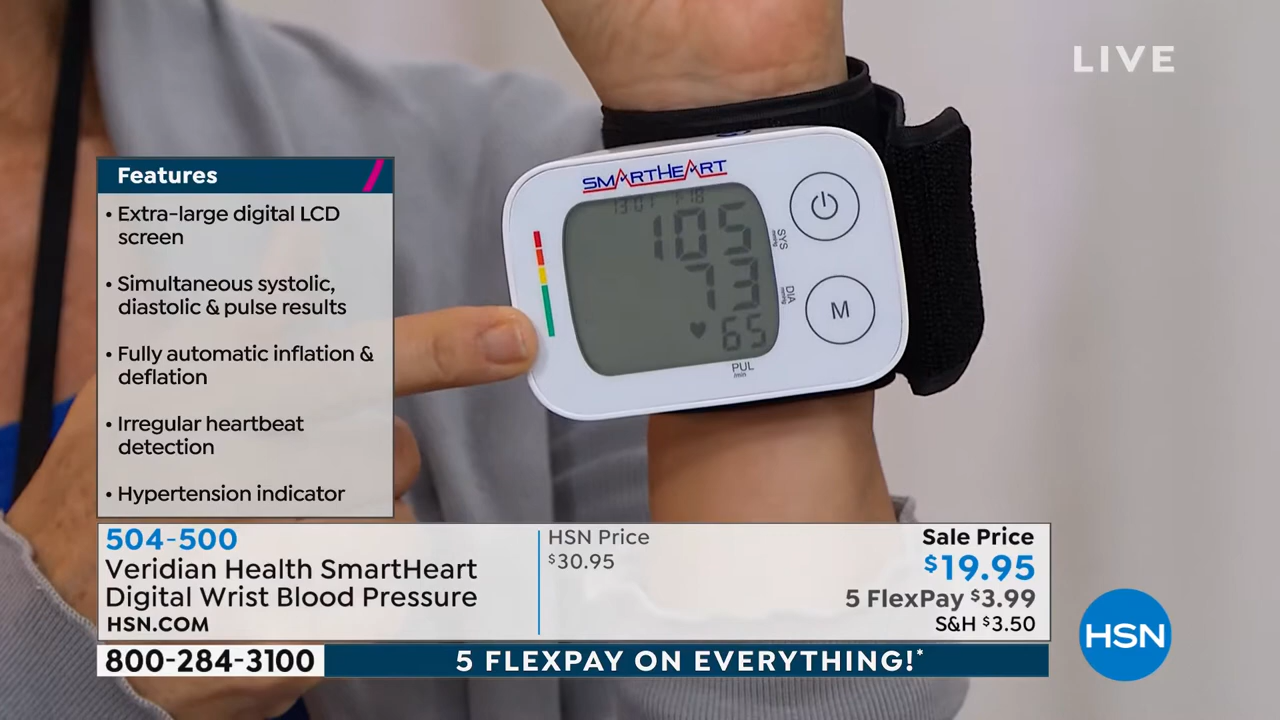 LIVE
Features
• Extra-large digital LCD
screen
• Simultaneous systolic,
diastolic & pulse results
• Fully automatic inflation &
deflation
• Irregular heartbeat
detection
• Hypertension indicator
SMARTHEART
105
SYS
mmHg
73
DIA
mmHg
65
PUL
/min
M
504-500
Veridian Health SmartHeart
Digital Wrist Blood Pressure
HSN.COM
HSN Price
$30.95
Sale Price
$19.95
5 FlexPay $3.99
S&H $3.50
800-284-3100
5 FLEXPAY ON EVERYTHING!*
HSN